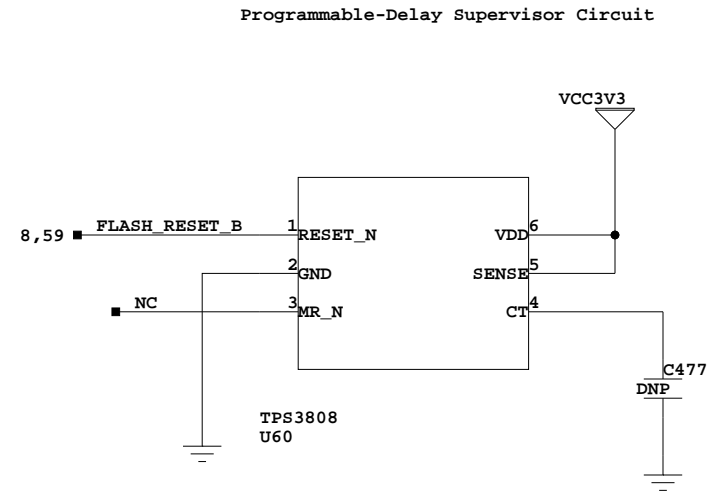 Programmable-Delay Supervisor Circuit
VCC3V3
8,59 FLASH_RESET_B 1 RESET_N VDD 6
2 GND SENSE 5
NC 3 MR_N CT 4
C477
DNP
TPS3808
U60